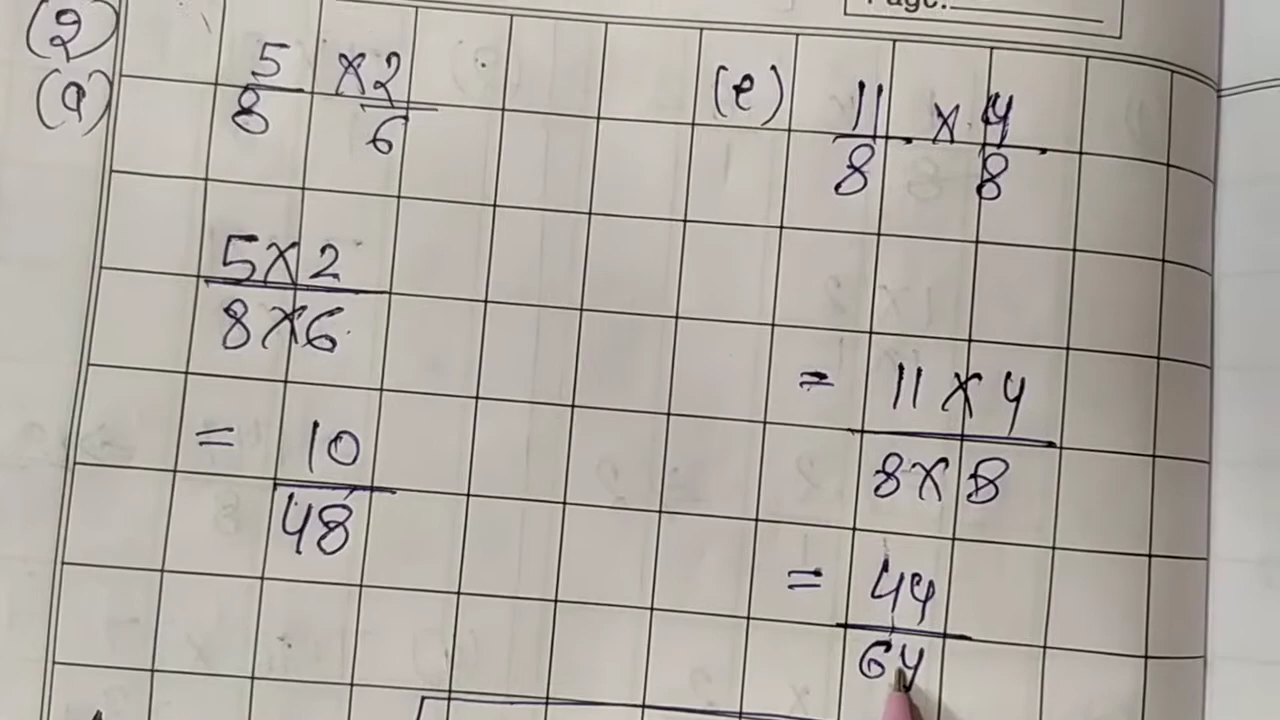 Page:
(2)
(a) 5/8 × 2/6
5×2/8×6
= 10/48
(e) 11/8 × 4/8
= 11×4/8×8
= 44/64